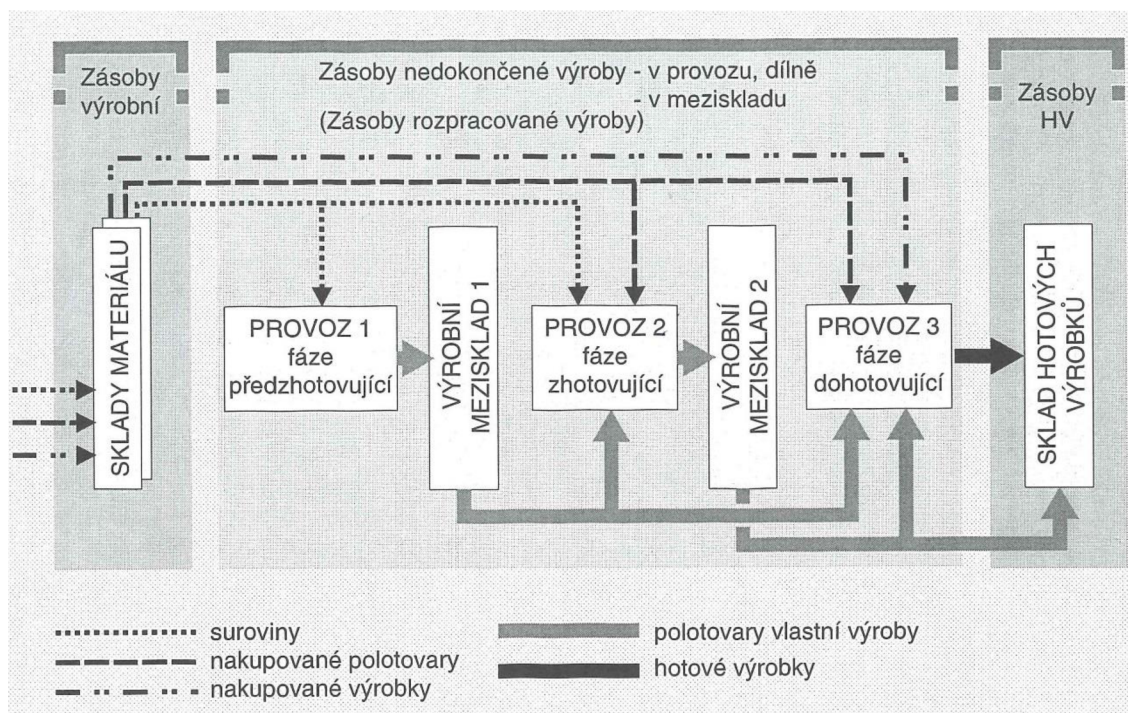 Zásoby
výrobní
Zásoby nedokončené výroby - v provozu, dílně
- v meziskladu
(Zásoby rozpracované výroby)
Zásoby
HV
SKLADY MATERIÁLU
PROVOZ 1
fáze
předzhotovující
VÝROBNÍ
MEZISKLAD 1
PROVOZ 2
fáze
zhotovující
VÝROBNÍ
MEZISKLAD 2
PROVOZ 3
fáze
dohotovující
SKLAD HOTOVÝCH
VÝROBKŮ
suroviny
nakupované polotovary
nakupované výrobky
polotovary vlastní výroby
hotové výrobky